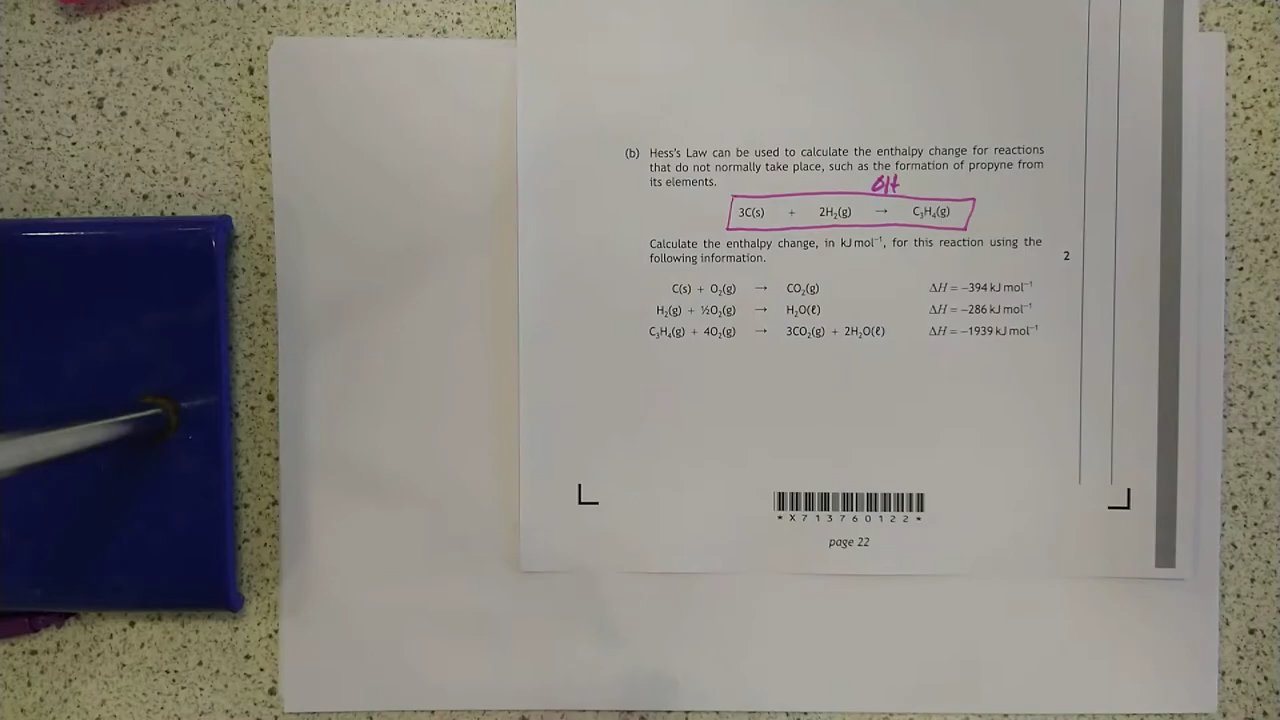 (b) Hess's Law can be used to calculate the enthalpy change for reactions
that do not normally take place, such as the formation of propyne from
its elements.
ΔH
3C(s) + 2H₂(g) → C₃H₄(g)
Calculate the enthalpy change, in kJ mol⁻¹, for this reaction using the
following information.
2
C(s) + O₂(g) → CO₂(g) ΔH = −394 kJ mol⁻¹
H₂(g) + ½O₂(g) → H₂O(ℓ) ΔH = −286 kJ mol⁻¹
C₃H₄(g) + 4O₂(g) → 3CO₂(g) + 2H₂O(ℓ) ΔH = −1939 kJ mol⁻¹
* X 7 1 3 7 6 0 1 2 2 *
page 22